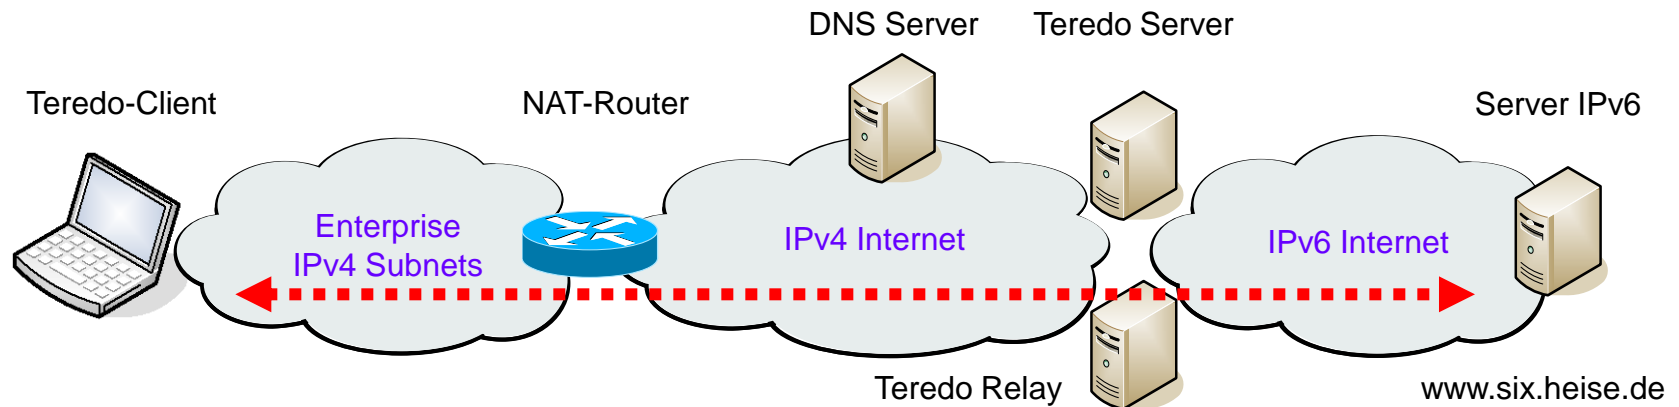 DNS Server
Teredo Server
Teredo-Client
NAT-Router
Server IPv6
Enterprise
IPv4 Subnets
IPv4 Internet
IPv6 Internet
Teredo Relay
www.six.heise.de